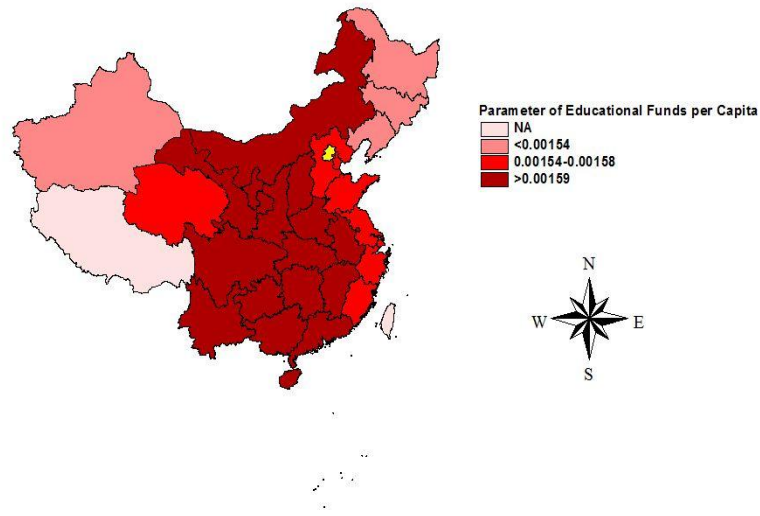 Parameter of Educational Funds per Capita
NA
<0.00154
0.00154-0.00158
>0.00159
N
W E
S